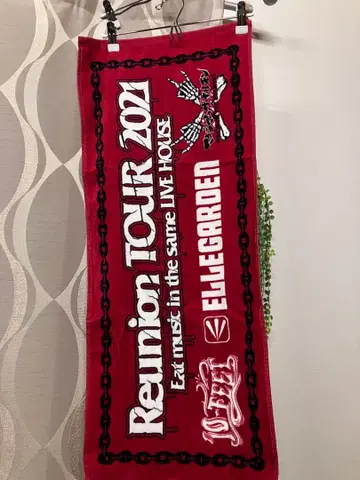 Reunion TOUR 2021
Eat music in the same LIVE HOUSE
10-FEET
ELLEGARDEN